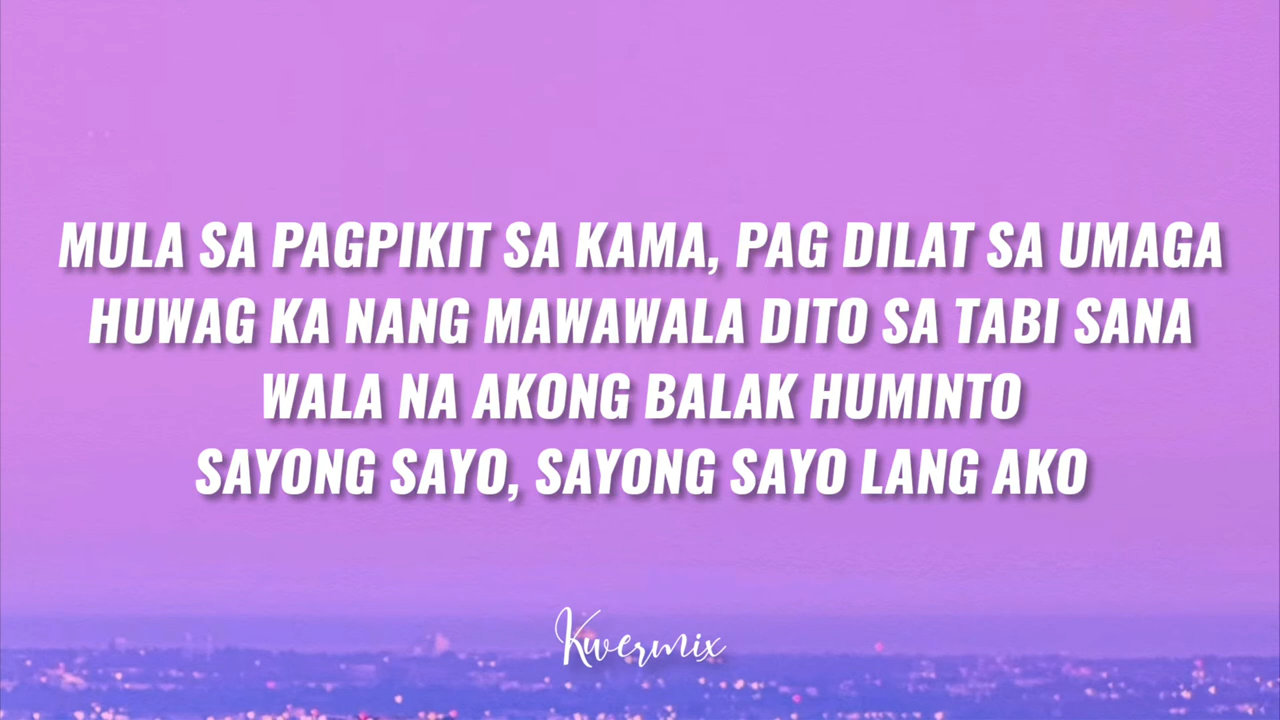 MULA SA PAGPIKIT SA KAMA, PAG DILAT SA UMAGA
HUWAG KA NANG MAWAWALA DITO SA TABI SANA
WALA NA AKONG BALAK HUMINTO
SAYONG SAYO, SAYONG SAYO LANG AKO
Kwermix